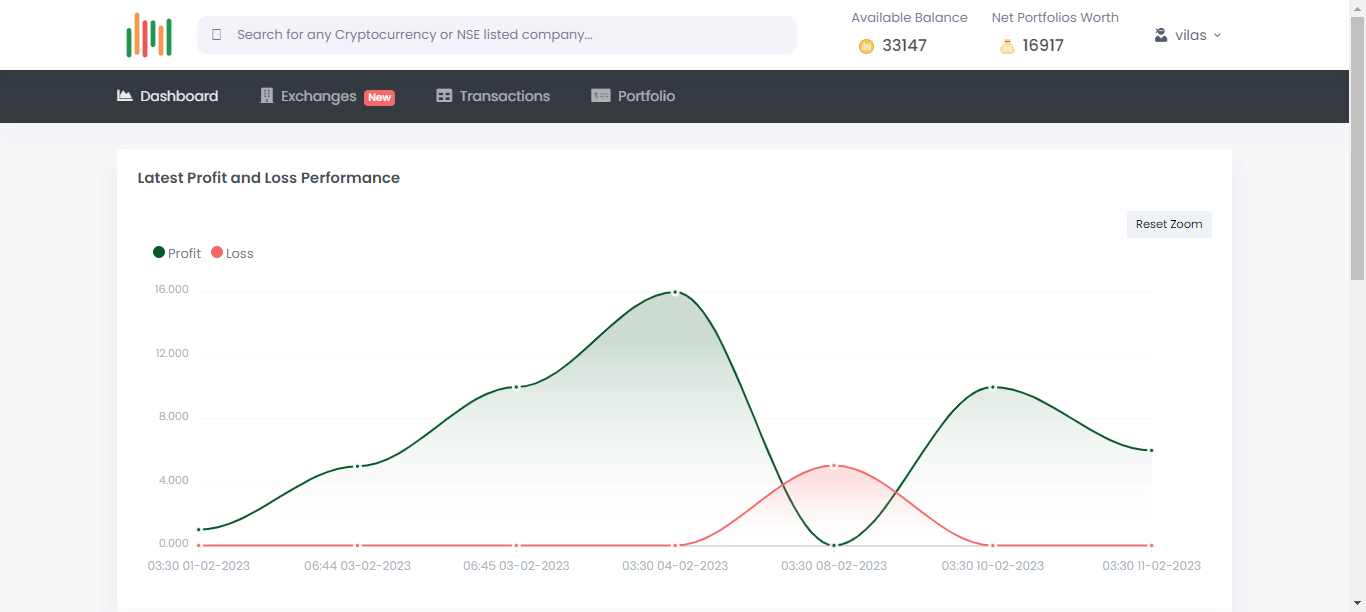 Available Balance Net Portfolios Worth
Search for any Cryptocurrency or NSE listed company...
33147 16917
vilas
Dashboard Exchanges New Transactions Portfolio
Latest Profit and Loss Performance
Reset Zoom
Profit Loss
16.000
12.000
8.000
4.000
0.000
03:30 01-02-2023 06:44 03-02-2023 06:45 03-02-2023 03:30 04-02-2023 03:30 08-02-2023 03:30 10-02-2023 03:30 11-02-2023